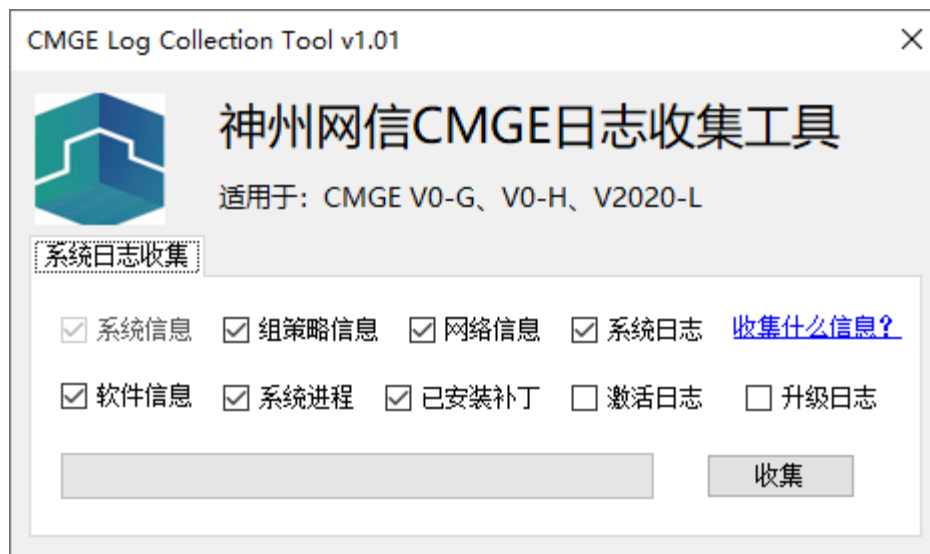 CMGE Log Collection Tool v1.01
神州网信CMGE日志收集工具
适用于：CMGE V0-G、V0-H、V2020-L
系统日志收集
系统信息 组策略信息 网络信息 系统日志 收集什么信息？
软件信息 系统进程 已安装补丁 激活日志 升级日志
收集